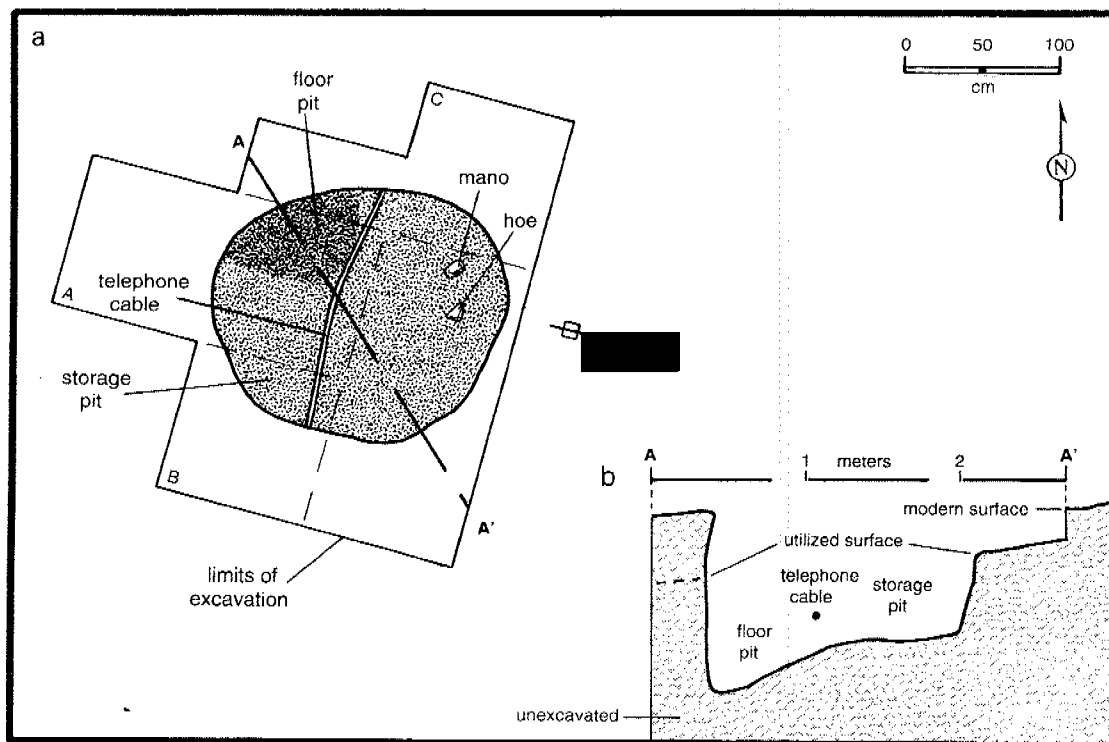 a
0 50 100
cm
N
floor
pit
C
A
mano
hoe
telephone
cable
A
storage
pit
B
A'
limits of
excavation
b
A 1 meters 2 A'
modern surface
utilized surface
telephone
cable
storage
pit
floor
pit
unexcavated